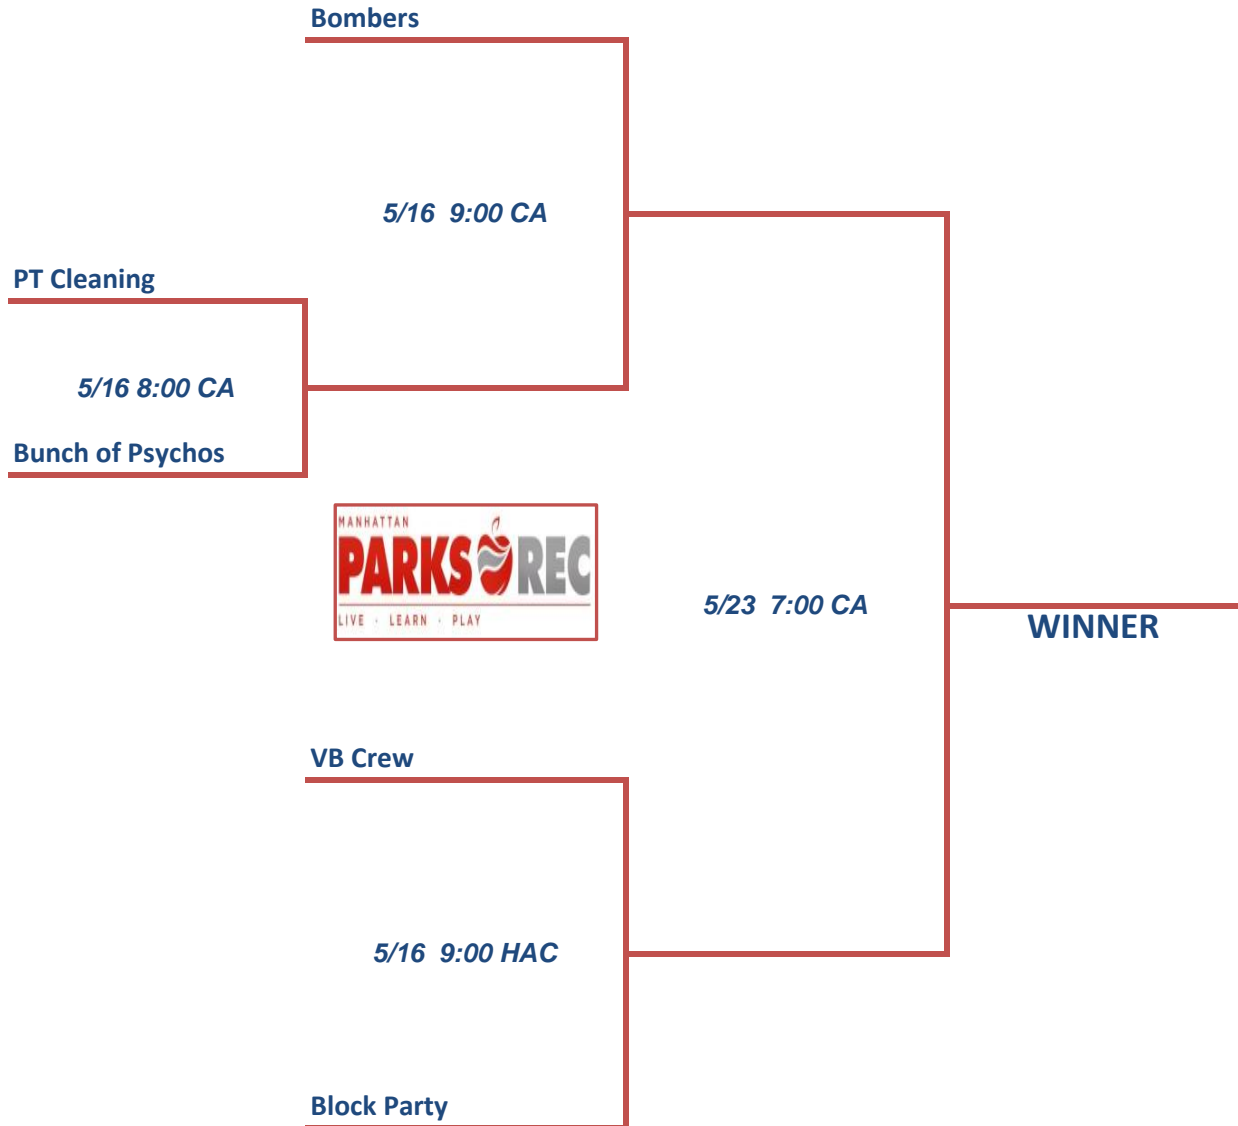 Bombers
5/16  9:00 CA
PT Cleaning
5/16 8:00 CA
Bunch of Psychos
MANHATTAN
PARKS REC
LIVE · LEARN · PLAY
5/23  7:00 CA
WINNER
VB Crew
5/16  9:00 HAC
Block Party